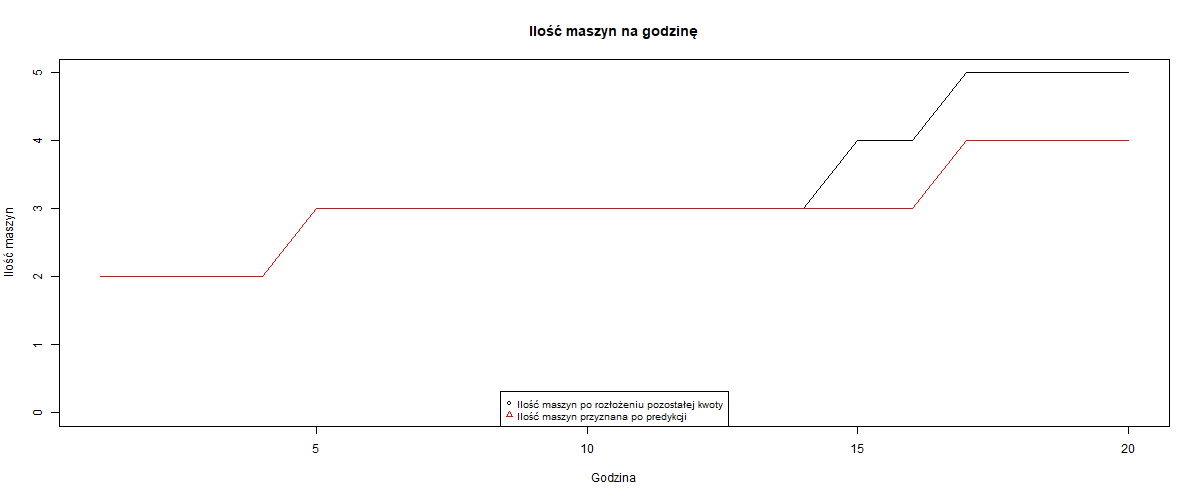 Ilość maszyn na godzinę
Ilość maszyn
5
4
3
2
1
0
Ilość maszyn po rozłożeniu pozostałej kwoty
Ilość maszyn przyznana po predykcji
5 10 15 20
Godzina